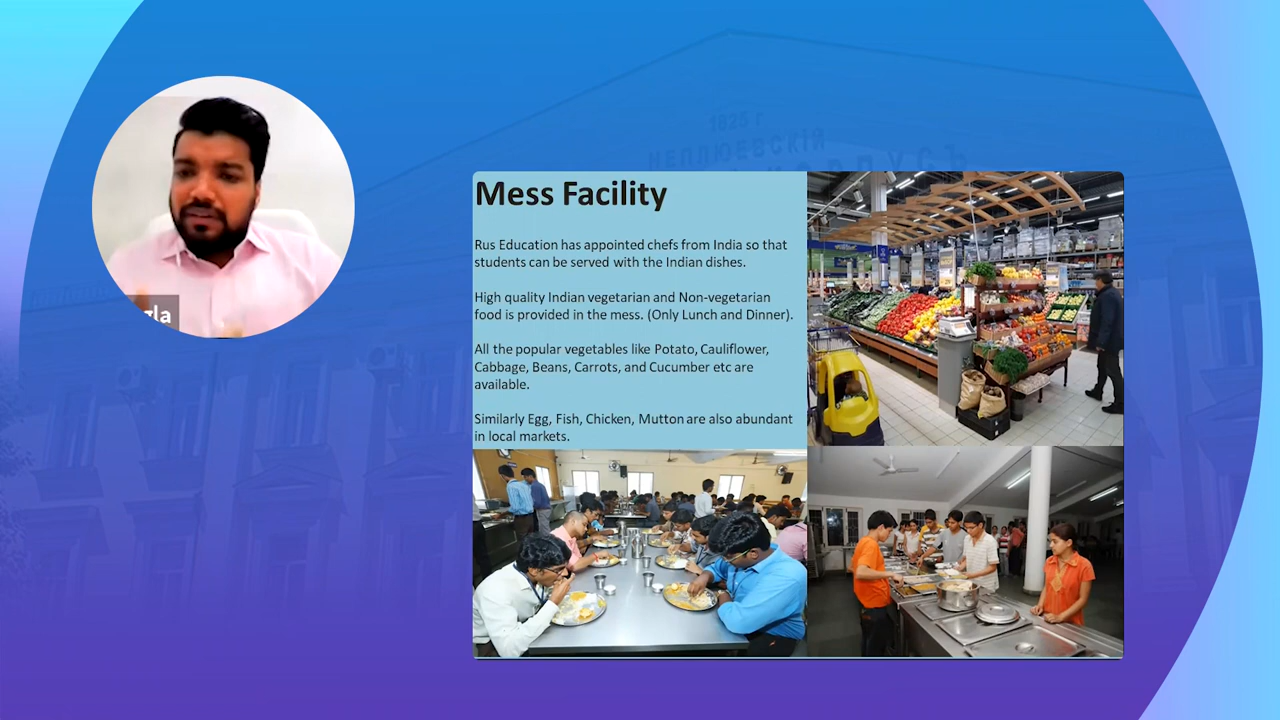 1825 г
НЕПЛЮЕВСКІЯ
gla
Mess Facility
Rus Education has appointed chefs from India so that
students can be served with the Indian dishes.
High quality Indian vegetarian and Non-vegetarian
food is provided in the mess. (Only Lunch and Dinner).
All the popular vegetables like Potato, Cauliflower,
Cabbage, Beans, Carrots, and Cucumber etc are
available.
Similarly Egg, Fish, Chicken, Mutton are also abundant
in local markets.